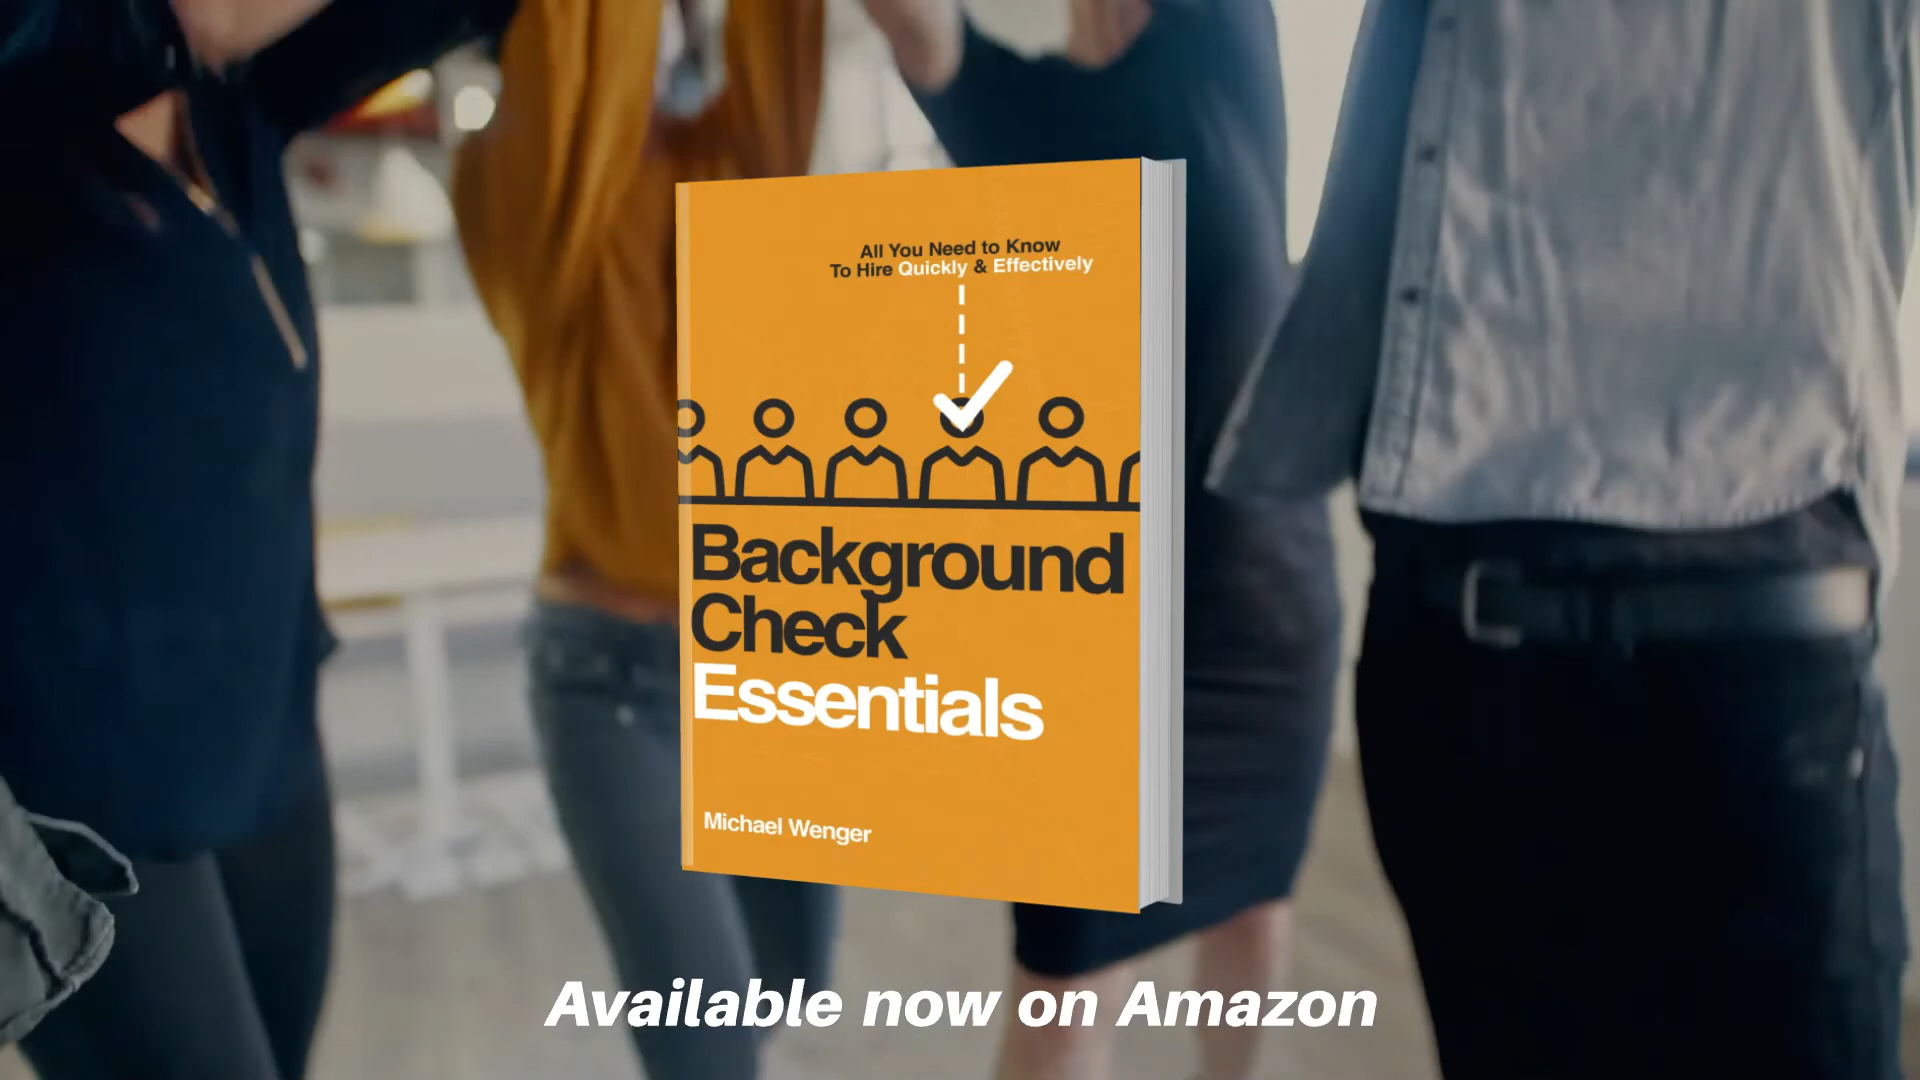 All You Need to Know
To Hire Quickly & Effectively
Background
Check
Essentials
Michael Wenger
Available now on Amazon